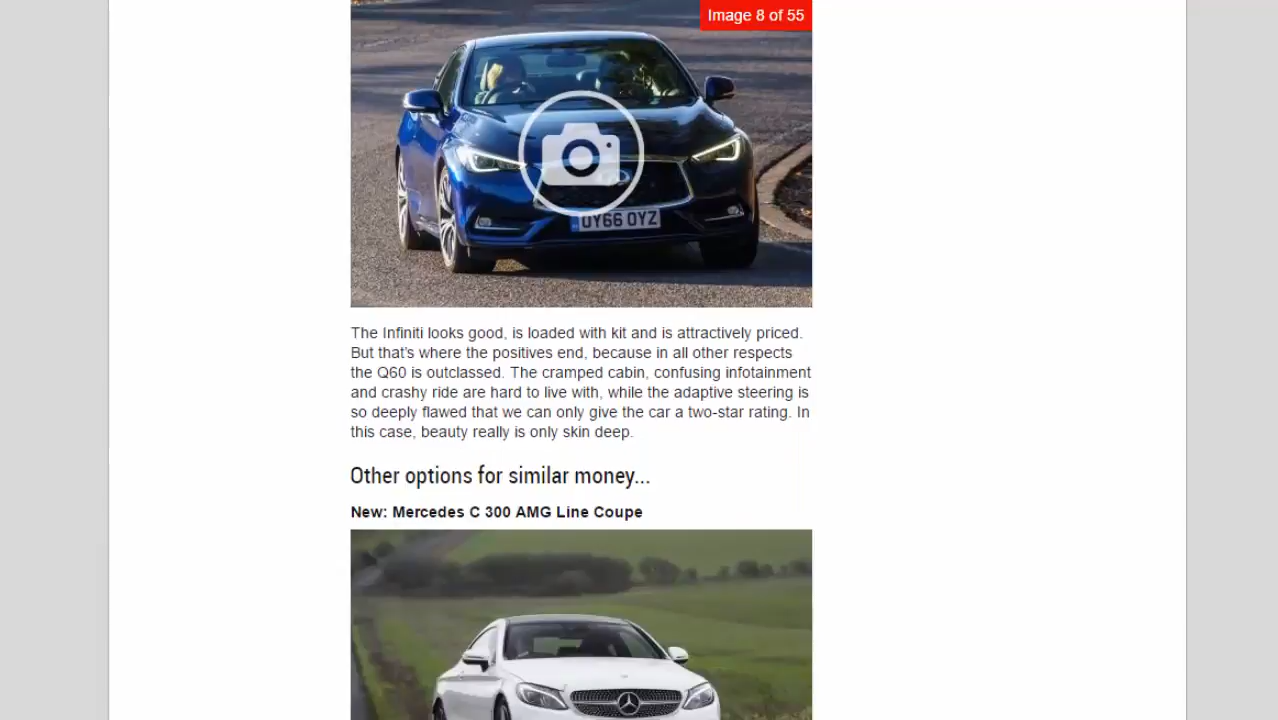 Image 8 of 55
OY66 OYZ
The Infiniti looks good, is loaded with kit and is attractively priced.
But that's where the positives end, because in all other respects
the Q60 is outclassed. The cramped cabin, confusing infotainment
and crashy ride are hard to live with, while the adaptive steering is
so deeply flawed that we can only give the car a two-star rating. In
this case, beauty really is only skin deep.
Other options for similar money...
New: Mercedes C 300 AMG Line Coupe